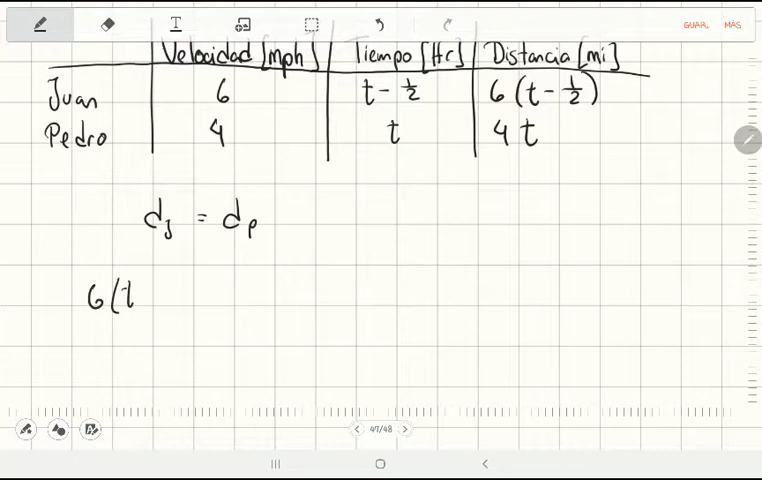 GUAR. MÁS
Velocidad [mph] Tiempo [Hr] Distancia [mi]
Juan 6 t - 1/2 6 (t - 1/2)
Pedro 4 t 4 t
dJ = dp
6 (t
47/48